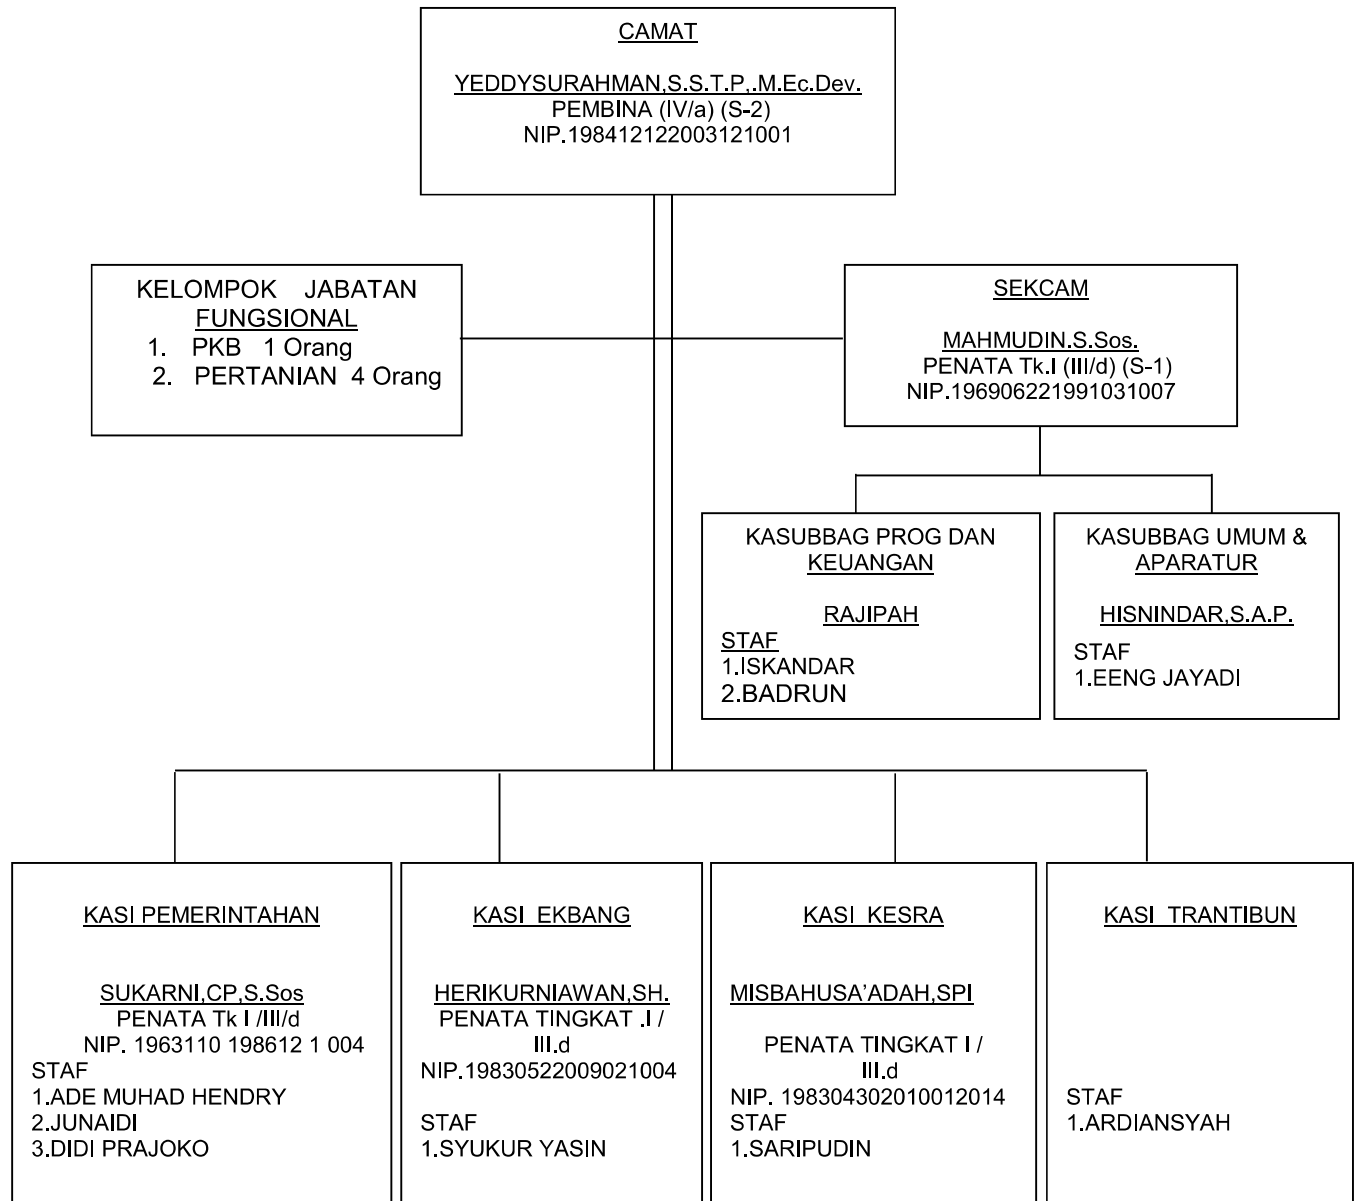 CAMAT
YEDDYSURAHMAN,S.S.T.P,.M.Ec.Dev.
PEMBINA (IV/a) (S-2)
NIP.198412122003121001
KELOMPOK JABATAN
FUNGSIONAL
1. PKB 1 Orang
2. PERTANIAN 4 Orang
SEKCAM
MAHMUDIN.S.Sos.
PENATA Tk.I (III/d) (S-1)
NIP.196906221991031007
KASUBBAG PROG DAN
KEUANGAN
RAJIPAH
STAF
1.ISKANDAR
2.BADRUN
KASUBBAG UMUM &
APARATUR
HISNINDAR,S.A.P.
STAF
1.EENG JAYADI
KASI PEMERINTAHAN
SUKARNI,CP,S.Sos
PENATA Tk I /III/d
NIP. 1963110 198612 1 004
STAF
1.ADE MUHAD HENDRY
2.JUNAIDI
3.DIDI PRAJOKO
KASI EKBANG
HERIKURNIAWAN,SH.
PENATA TINGKAT .I /
III.d
NIP.19830522009021004
STAF
1.SYUKUR YASIN
KASI KESRA
MISBAHUSA’ADAH,SPI
PENATA TINGKAT I /
III.d
NIP. 198304302010012014
STAF
1.SARIPUDIN
KASI TRANTIBUN
STAF
1.ARDIANSYAH